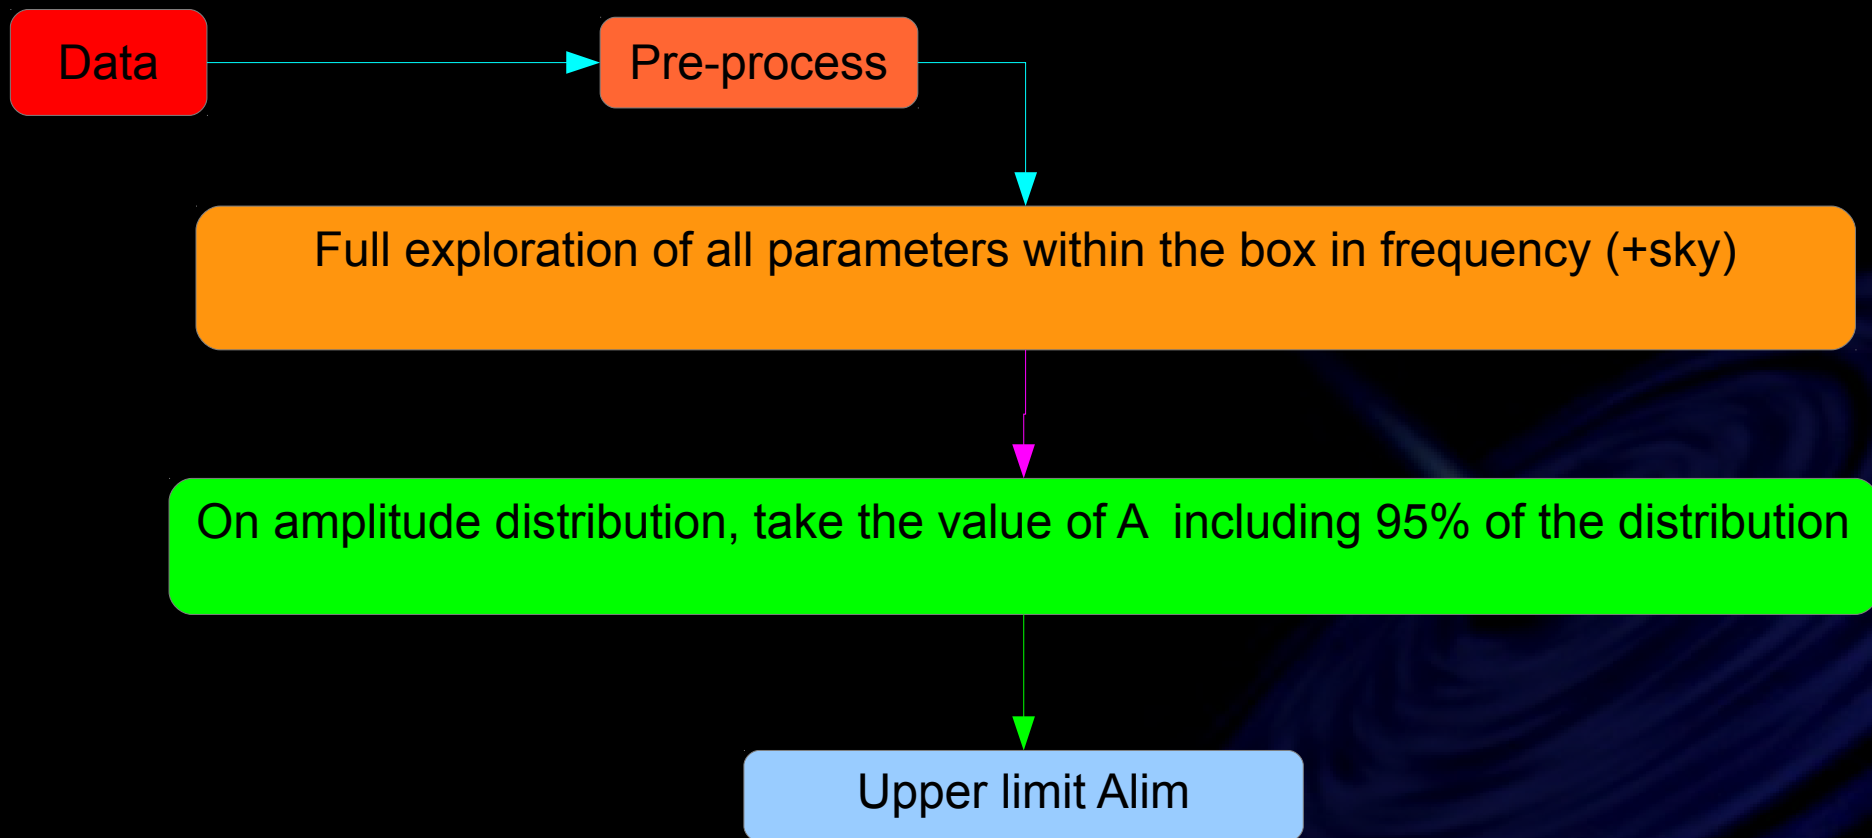 Data
Pre-process
Full exploration of all parameters within the box in frequency (+sky)
On amplitude distribution, take the value of A  including 95% of the distribution
Upper limit Alim